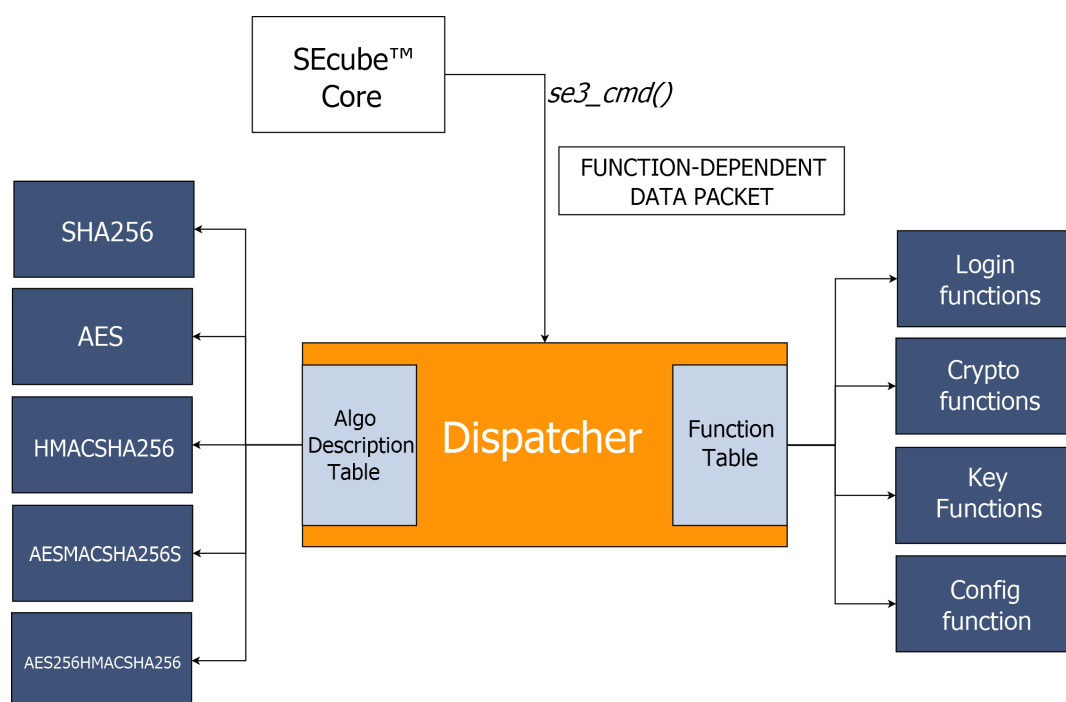 SEcube™
Core
se3_cmd()
FUNCTION-DEPENDENT
DATA PACKET
SHA256
AES
HMACSHA256
AESMACSHA256S
AES256HMACSHA256
Algo
Description
Table
Dispatcher
Function
Table
Login
functions
Crypto
functions
Key
Functions
Config
function